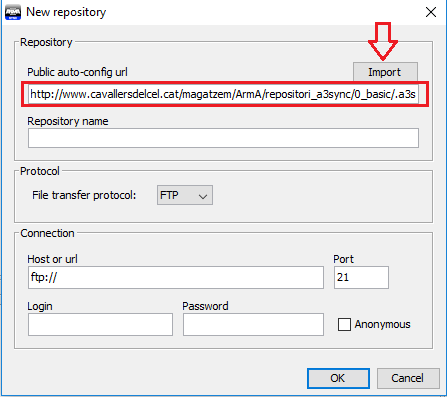 New repository
Repository
Public auto-config url
Import
http://www.cavallersdelcel.cat/magatzem/ArmA/repositori_a3sync/0_basic/.a3s
Repository name
Protocol
File transfer protocol: FTP
Connection
Host or url Port
ftp:// 21
Login Password
Anonymous
OK Cancel